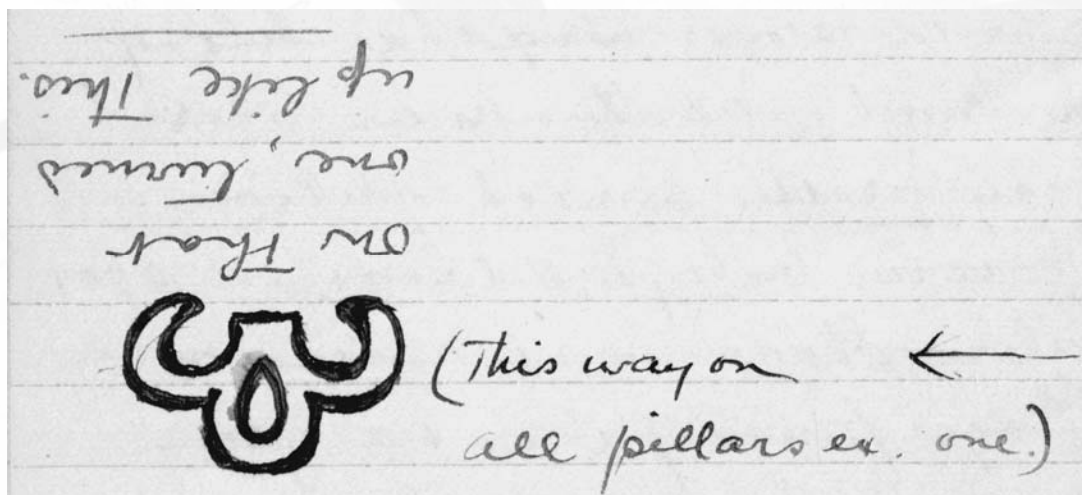 (This way on
all pillars ex. one.)
on that
one, turned
up like this.